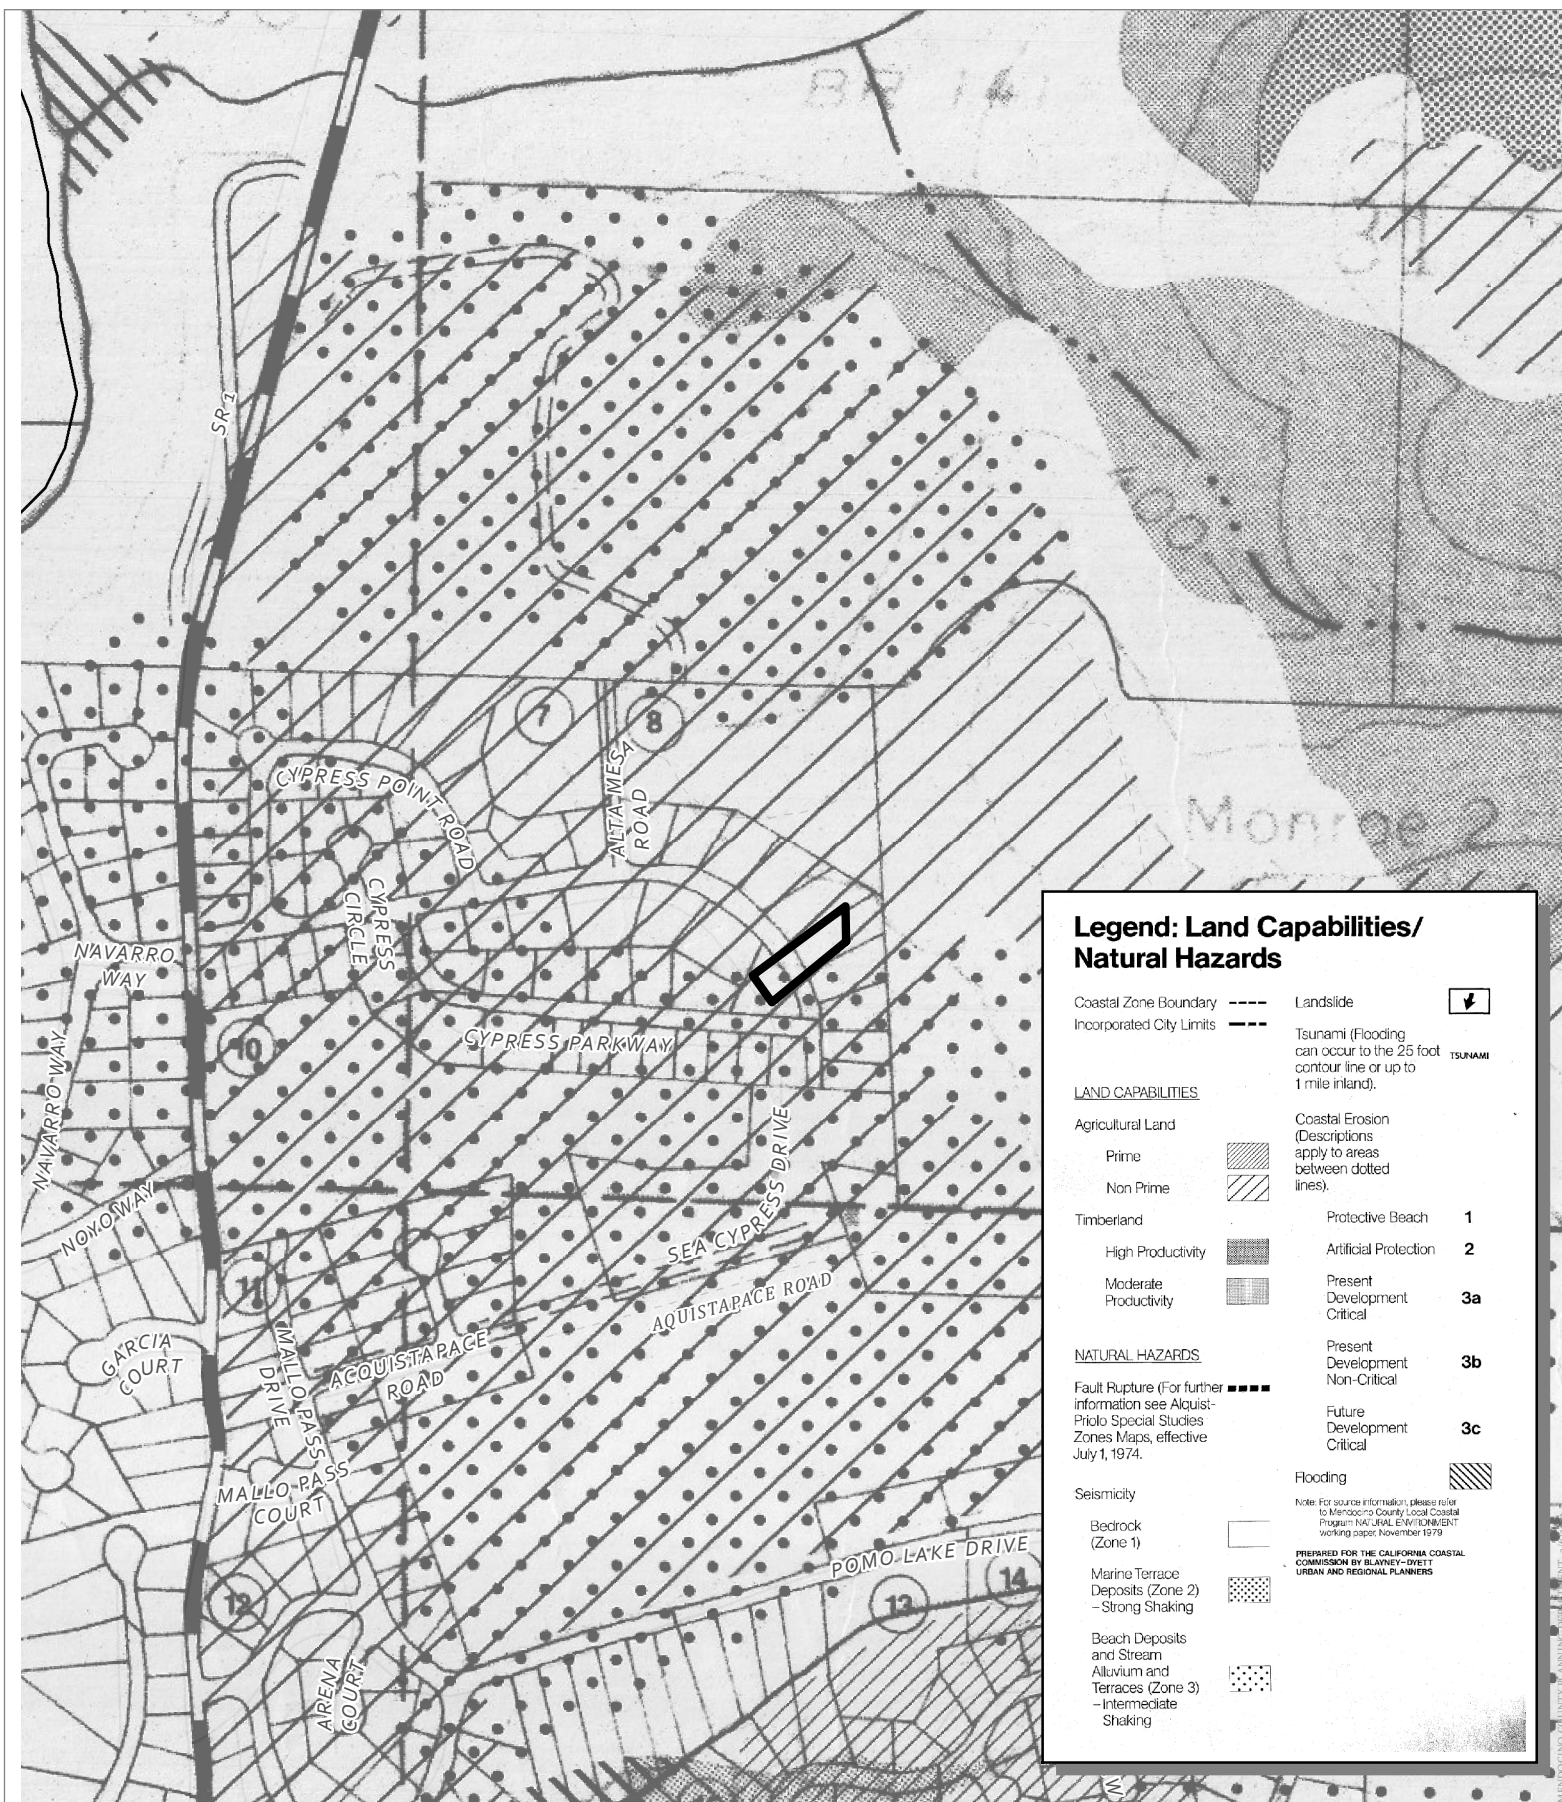 BR 141
SR 1
7
8
CYPRESS POINT ROAD
ALTA MESA
ROAD
Monroe 2
CYPRESS
CIRCLE
NAVARRO
WAY
NAVARRO WAY
10
CYPRESS PARKWAY
SEA CYPRESS DRIVE
NOYO WAY
11
AQUISTAPACE ROAD
GARCIA
COURT
MALLO PASS
DRIVE
ACQUISTAPACE
ROAD
MALLO PASS
COURT
POMO LAKE DRIVE
12
13
14
ARENA
COURT
Legend: Land Capabilities/
Natural Hazards
Coastal Zone Boundary
Incorporated City Limits
LAND CAPABILITIES
Agricultural Land
Prime
Non Prime
Timberland
High Productivity
Moderate
Productivity
NATURAL HAZARDS
Fault Rupture (For further
information see Alquist-
Priolo Special Studies
Zones Maps, effective
July 1, 1974.
Seismicity
Bedrock
(Zone 1)
Marine Terrace
Deposits (Zone 2)
– Strong Shaking
Beach Deposits
and Stream
Alluvium and
Terraces (Zone 3)
– Intermediate
Shaking
Landslide
Tsunami (Flooding
can occur to the 25 foot
contour line or up to
1 mile inland).
TSUNAMI
Coastal Erosion
(Descriptions
apply to areas
between dotted
lines).
Protective Beach 1
Artificial Protection 2
Present
Development
Critical
3a
Present
Development
Non-Critical
3b
Future
Development
Critical
3c
Flooding
Note: For source information, please refer
to Mendocino County Local Coastal
Program NATURAL ENVIRONMENT
working paper, November 1979
PREPARED FOR THE CALIFORNIA COASTAL
COMMISSION BY BLAYNEY-DYETT
URBAN AND REGIONAL PLANNERS